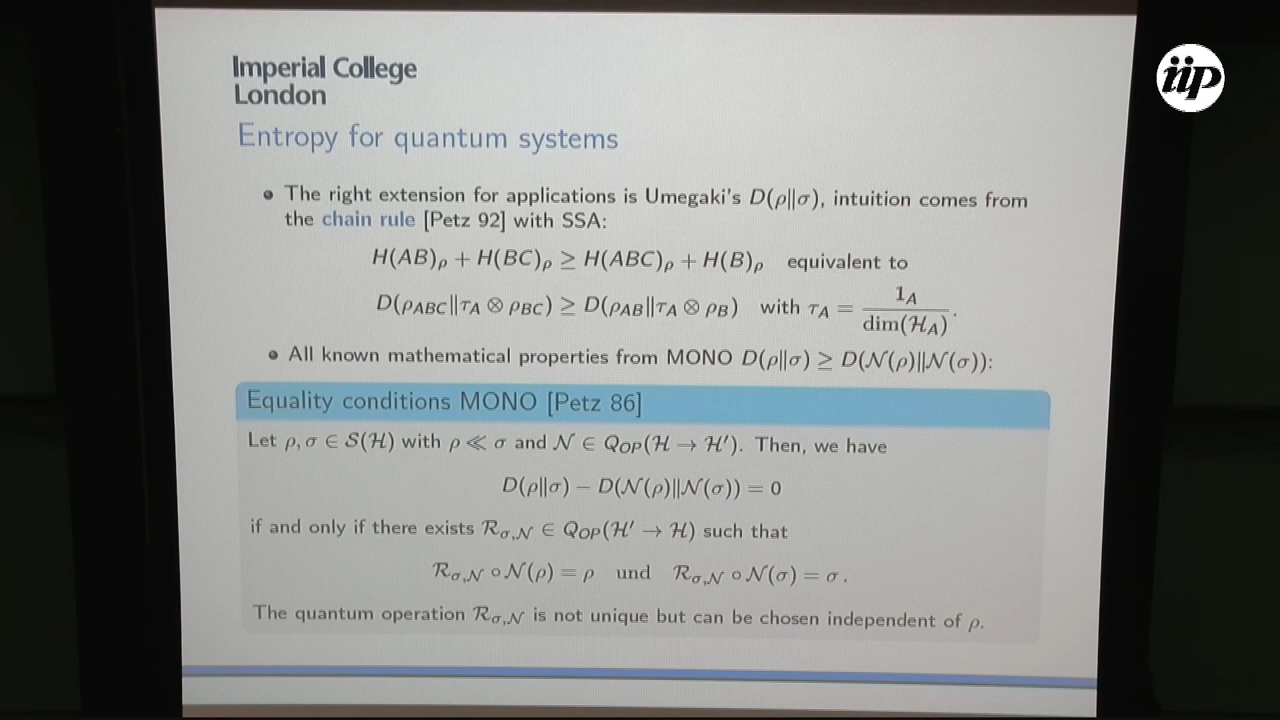 Imperial College
London
iip
Entropy for quantum systems
• The right extension for applications is Umegaki's D(ρ||σ), intuition comes from
the chain rule [Petz 92] with SSA:
H(AB)ρ + H(BC)ρ ≥ H(ABC)ρ + H(B)ρ equivalent to
D(ρABC||τA ⊗ ρBC) ≥ D(ρAB||τA ⊗ ρB) with τA = 1A / dim(ℋA) .
• All known mathematical properties from MONO D(ρ||σ) ≥ D(𝒩(ρ)||𝒩(σ)):
Equality conditions MONO [Petz 86]
Let ρ, σ ∈ 𝒮(ℋ) with ρ ≪ σ and 𝒩 ∈ QOP(ℋ → ℋ′). Then, we have
D(ρ||σ) − D(𝒩(ρ)||𝒩(σ)) = 0
if and only if there exists ℛσ,𝒩 ∈ QOP(ℋ′ → ℋ) such that
ℛσ,𝒩 ∘ 𝒩(ρ) = ρ und ℛσ,𝒩 ∘ 𝒩(σ) = σ .
The quantum operation ℛσ,𝒩 is not unique but can be chosen independent of ρ.